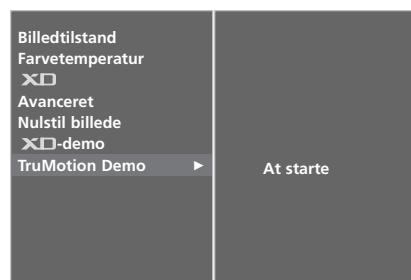 Billedtilstand
Farvetemperatur
XD
Avanceret
Nulstil billede
XD-demo
TruMotion Demo ►
At starte